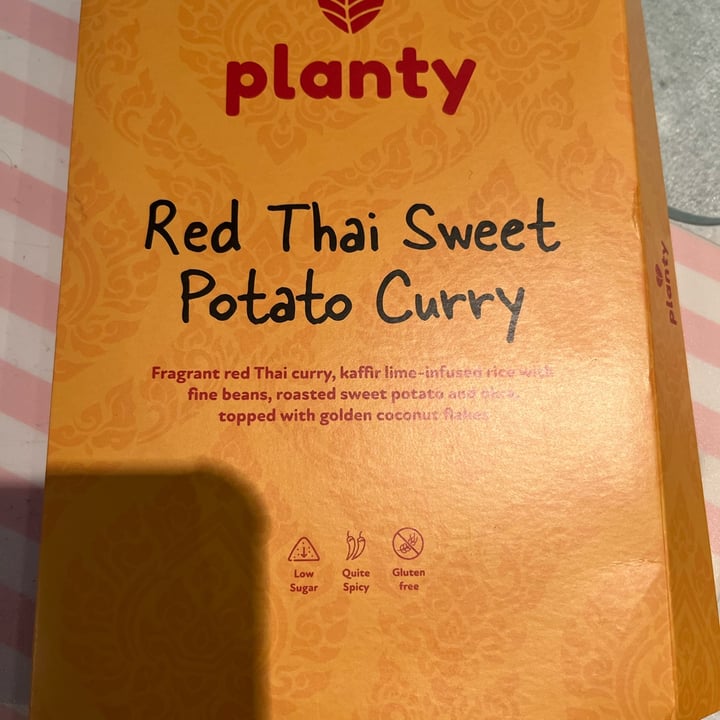 planty
Red Thai Sweet
Potato Curry
Fragrant red Thai curry, kaffir lime-infused rice with
fine beans, roasted sweet potato and okra,
topped with golden coconut flakes
Low
Sugar
Quite
Spicy
Gluten
free
planty